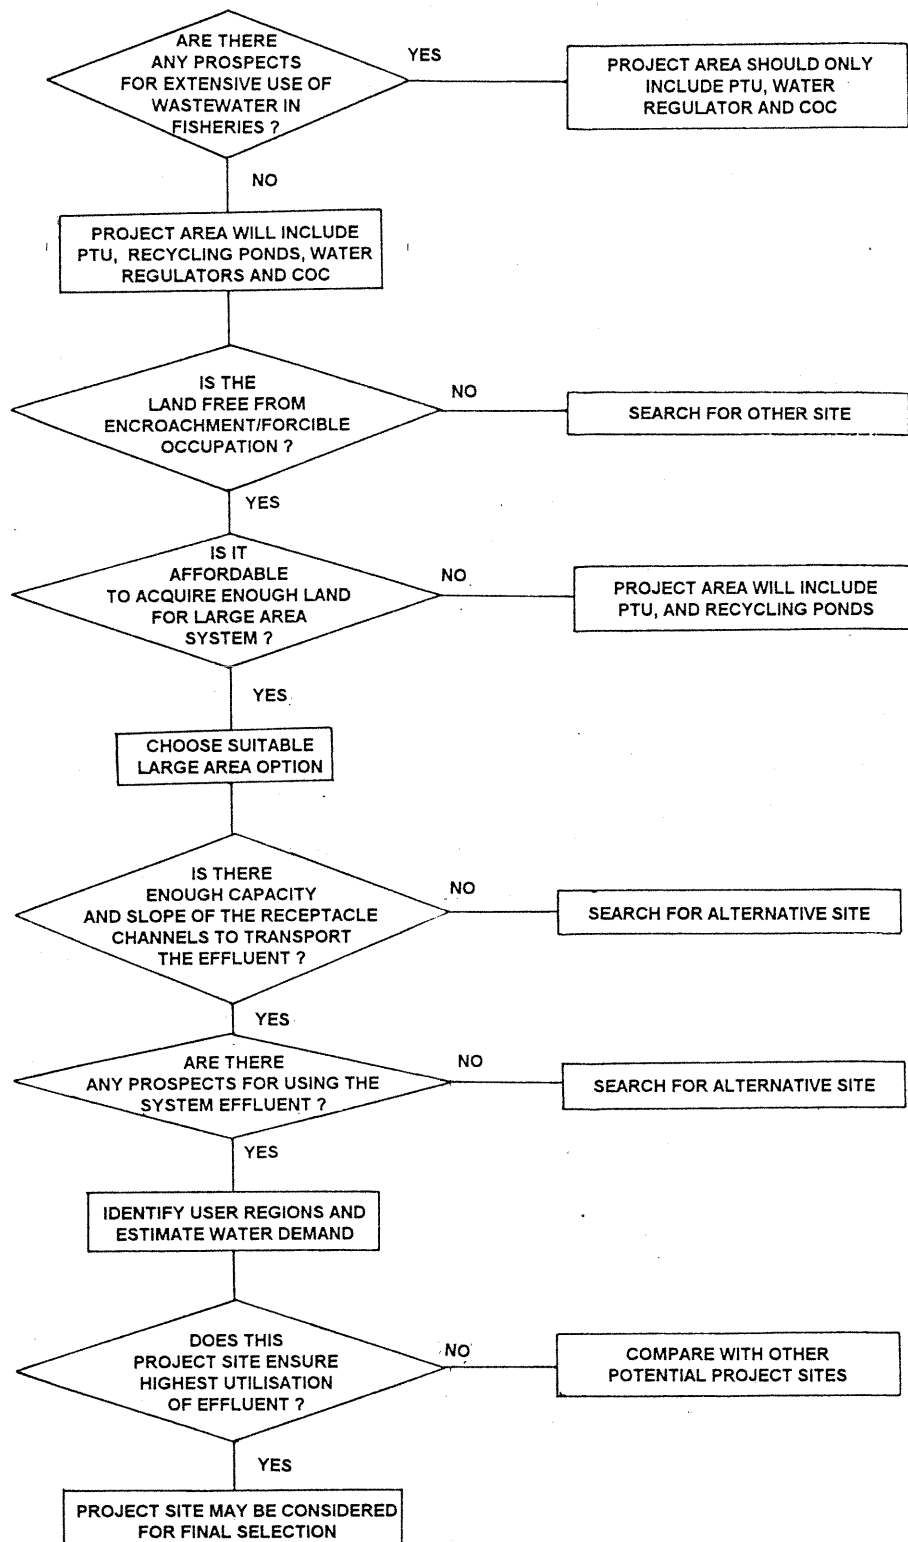 ARE THERE
ANY PROSPECTS
FOR EXTENSIVE USE OF
WASTEWATER IN
FISHERIES ?
YES
PROJECT AREA SHOULD ONLY
INCLUDE PTU, WATER
REGULATOR AND COC
NO
PROJECT AREA WILL INCLUDE
PTU, RECYCLING PONDS, WATER
REGULATORS AND COC
IS THE
LAND FREE FROM
ENCROACHMENT/FORCIBLE
OCCUPATION ?
NO
SEARCH FOR OTHER SITE
YES
IS IT
AFFORDABLE
TO ACQUIRE ENOUGH LAND
FOR LARGE AREA
SYSTEM ?
NO
PROJECT AREA WILL INCLUDE
PTU, AND RECYCLING PONDS
YES
CHOOSE SUITABLE
LARGE AREA OPTION
IS THERE
ENOUGH CAPACITY
AND SLOPE OF THE RECEPTACLE
CHANNELS TO TRANSPORT
THE EFFLUENT ?
NO
SEARCH FOR ALTERNATIVE SITE
YES
ARE THERE
ANY PROSPECTS FOR USING THE
SYSTEM EFFLUENT ?
NO
SEARCH FOR ALTERNATIVE SITE
YES
IDENTIFY USER REGIONS AND
ESTIMATE WATER DEMAND
DOES THIS
PROJECT SITE ENSURE
HIGHEST UTILISATION
OF EFFLUENT ?
NO
COMPARE WITH OTHER
POTENTIAL PROJECT SITES
YES
PROJECT SITE MAY BE CONSIDERED
FOR FINAL SELECTION